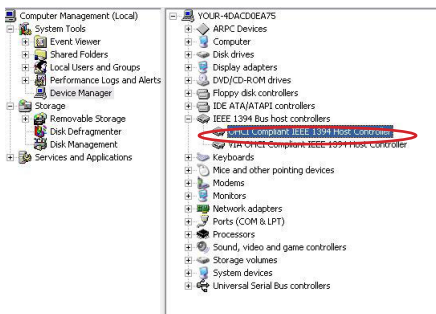 Computer Management (Local)
System Tools
Event Viewer
Shared Folders
Local Users and Groups
Performance Logs and Alerts
Device Manager
Storage
Removable Storage
Disk Defragmenter
Disk Management
Services and Applications
YOUR-4DACD0EA75
ARPC Devices
Computer
Disk drives
Display adapters
DVD/CD-ROM drives
Floppy disk controllers
IDE ATA/ATAPI controllers
IEEE 1394 Bus host controllers
OHCI Compliant IEEE 1394 Host Controller
VIA OHCI Compliant IEEE 1394 Host Controller
Keyboards
Mice and other pointing devices
Modems
Monitors
Network adapters
Ports (COM & LPT)
Processors
Sound, video and game controllers
Storage volumes
System devices
Universal Serial Bus controllers